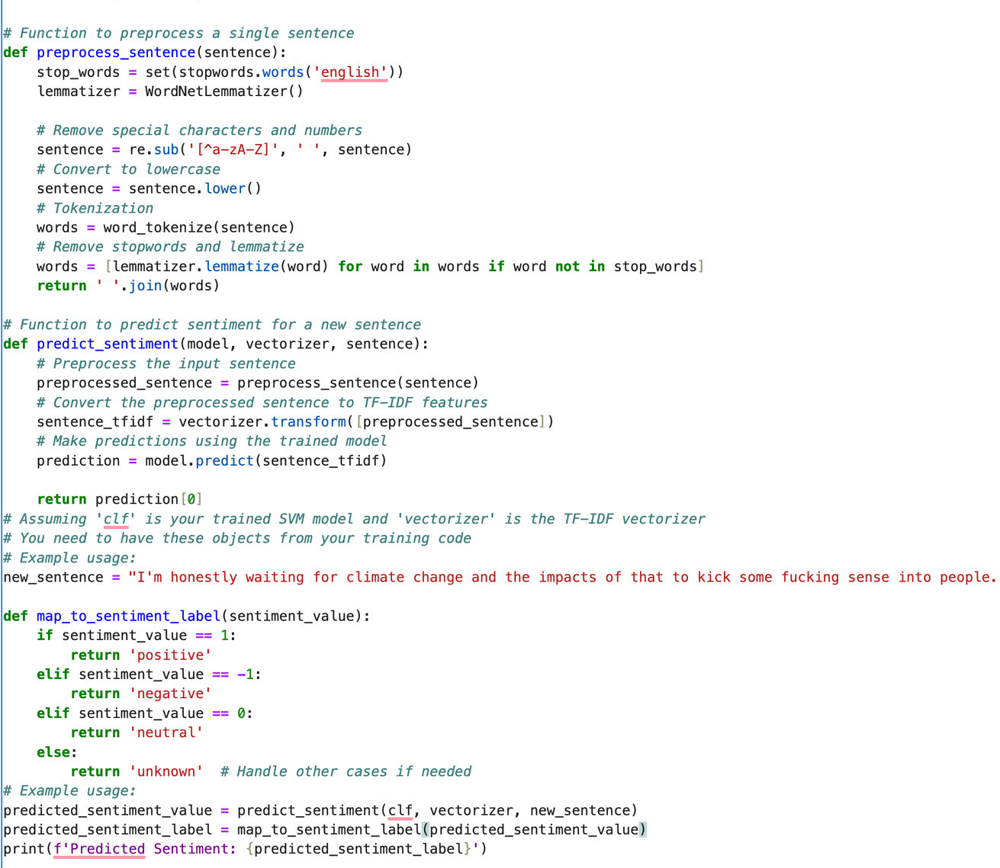 # Function to preprocess a single sentence
def preprocess_sentence(sentence):
    stop_words = set(stopwords.words('english'))
    lemmatizer = WordNetLemmatizer()
    # Remove special characters and numbers
    sentence = re.sub('[^a-zA-Z]', ' ', sentence)
    # Convert to lowercase
    sentence = sentence.lower()
    # Tokenization
    words = word_tokenize(sentence)
    # Remove stopwords and lemmatize
    words = [lemmatizer.lemmatize(word) for word in words if word not in stop_words]
    return ' '.join(words)
# Function to predict sentiment for a new sentence
def predict_sentiment(model, vectorizer, sentence):
    # Preprocess the input sentence
    preprocessed_sentence = preprocess_sentence(sentence)
    # Convert the preprocessed sentence to TF-IDF features
    sentence_tfidf = vectorizer.transform([preprocessed_sentence])
    # Make predictions using the trained model
    prediction = model.predict(sentence_tfidf)
    return prediction[0]
# Assuming 'clf' is your trained SVM model and 'vectorizer' is the TF-IDF vectorizer
# You need to have these objects from your training code
# Example usage:
new_sentence = "I'm honestly waiting for climate change and the impacts of that to kick some fucking sense into people.
def map_to_sentiment_label(sentiment_value):
    if sentiment_value == 1:
        return 'positive'
    elif sentiment_value == -1:
        return 'negative'
    elif sentiment_value == 0:
        return 'neutral'
    else:
        return 'unknown'  # Handle other cases if needed
# Example usage:
predicted_sentiment_value = predict_sentiment(clf, vectorizer, new_sentence)
predicted_sentiment_label = map_to_sentiment_label(predicted_sentiment_value)
print(f'Predicted Sentiment: {predicted_sentiment_label}')